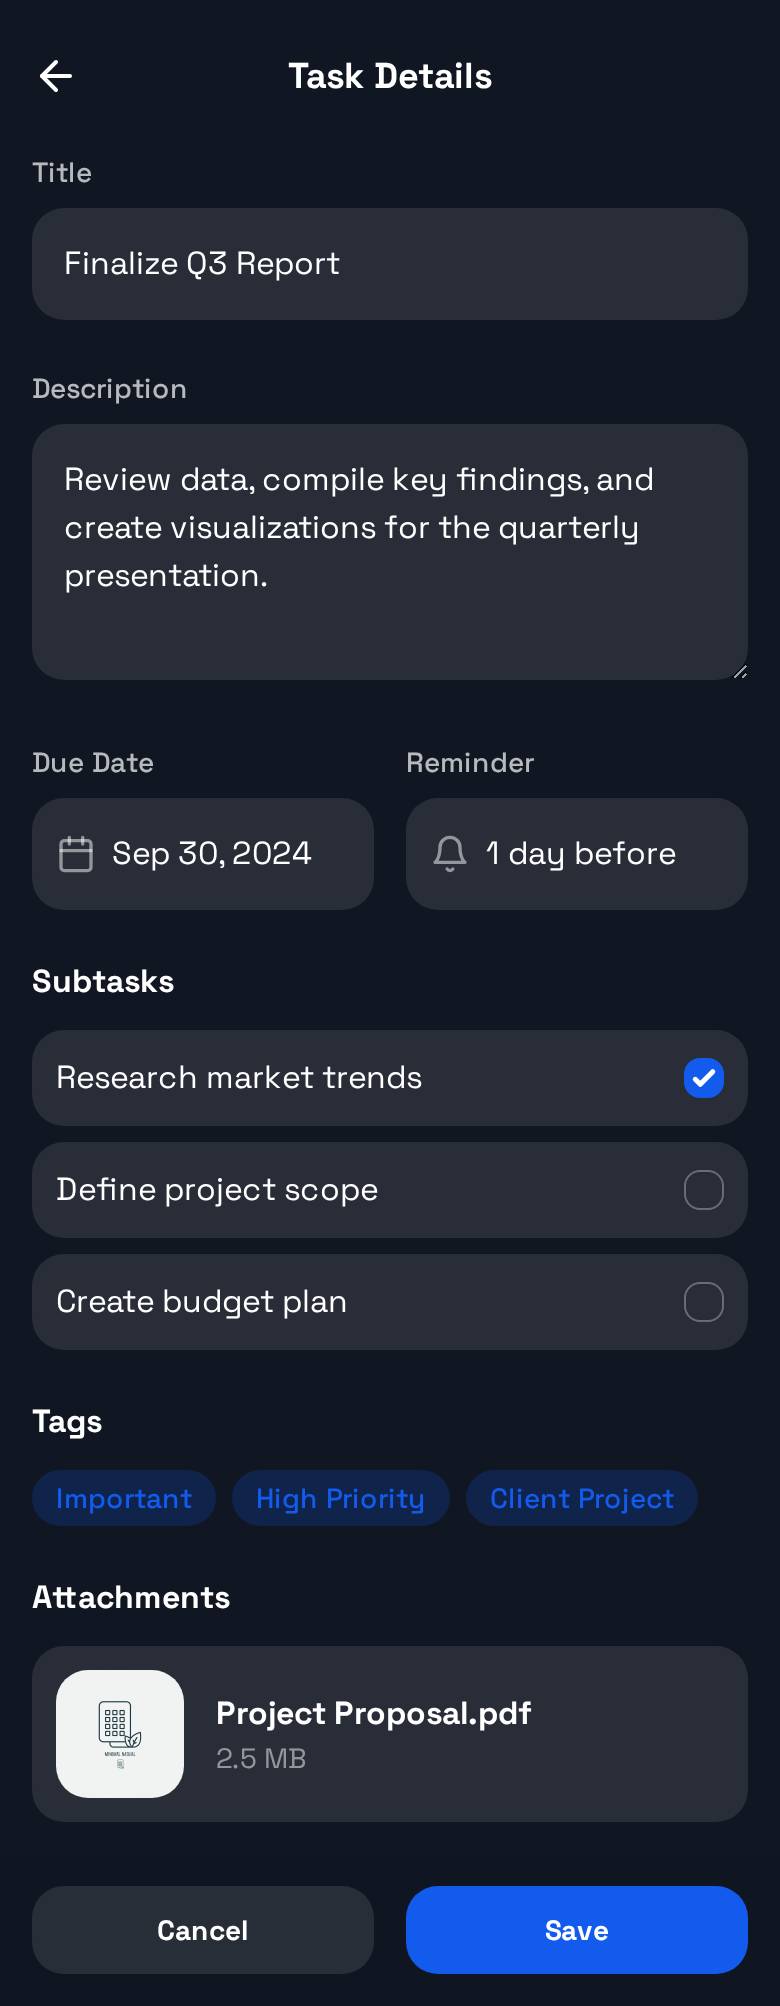 Task Details
Title
Finalize Q3 Report
Description
Review data, compile key findings, and
create visualizations for the quarterly
presentation.
Due Date
Reminder
Sep 30, 2024
1 day before
Subtasks
Research market trends
Define project scope
Create budget plan
Tags
Important
High Priority
Client Project
Attachments
MINIMAL NATUAL
Project Proposal.pdf
2.5 MB
Cancel
Save